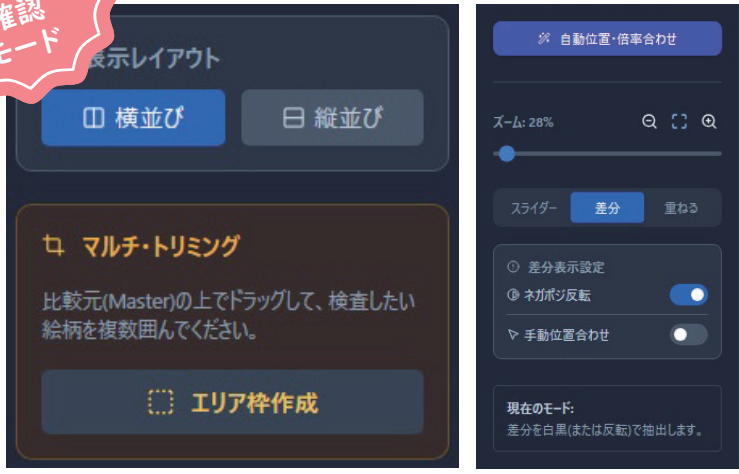 確認
モード
表示レイアウト
横並び
縦並び
マルチ・トリミング
比較元(Master)の上でドラッグして、検査したい
絵柄を複数囲んでください。
エリア枠作成
自動位置・倍率合わせ
ズーム: 28%
スライダー
差分
重ねる
差分表示設定
ネガポジ反転
手動位置合わせ
現在のモード:
差分を白黒(または反転)で抽出します。